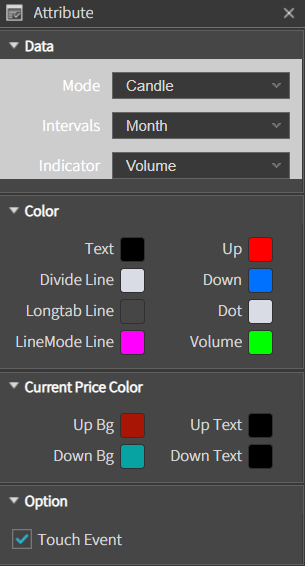 Attribute
Data
Mode Candle
Intervals Month
Indicator Volume
Color
Text Up
Divide Line Down
Longtab Line Dot
LineMode Line Volume
Current Price Color
Up Bg Up Text
Down Bg Down Text
Option
Touch Event